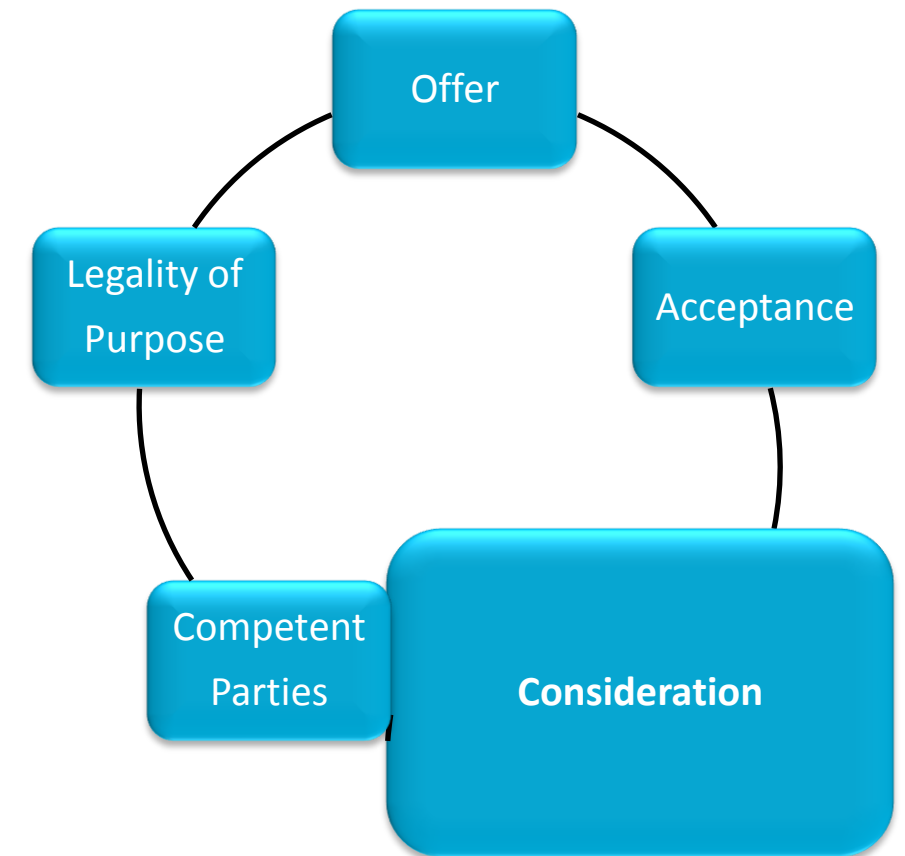 Offer
Acceptance
Consideration
Competent
Parties
Legality of
Purpose